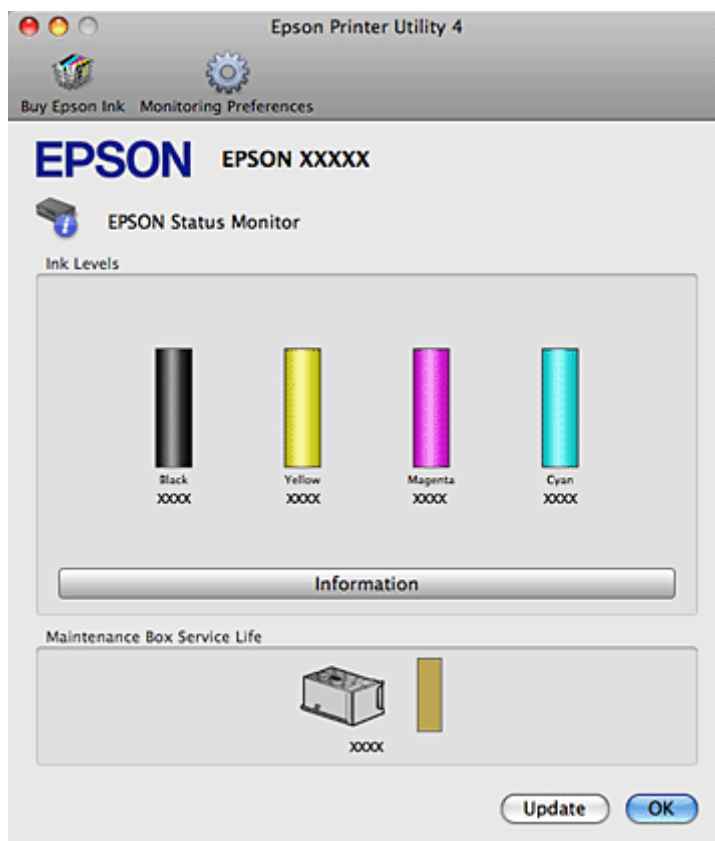 Epson Printer Utility 4
Buy Epson Ink Monitoring Preferences
EPSON EPSON XXXXX
EPSON Status Monitor
Ink Levels
Black Yellow Magenta Cyan
XXXX XXXX XXXX XXXX
Information
Maintenance Box Service Life
XXXX
Update OK